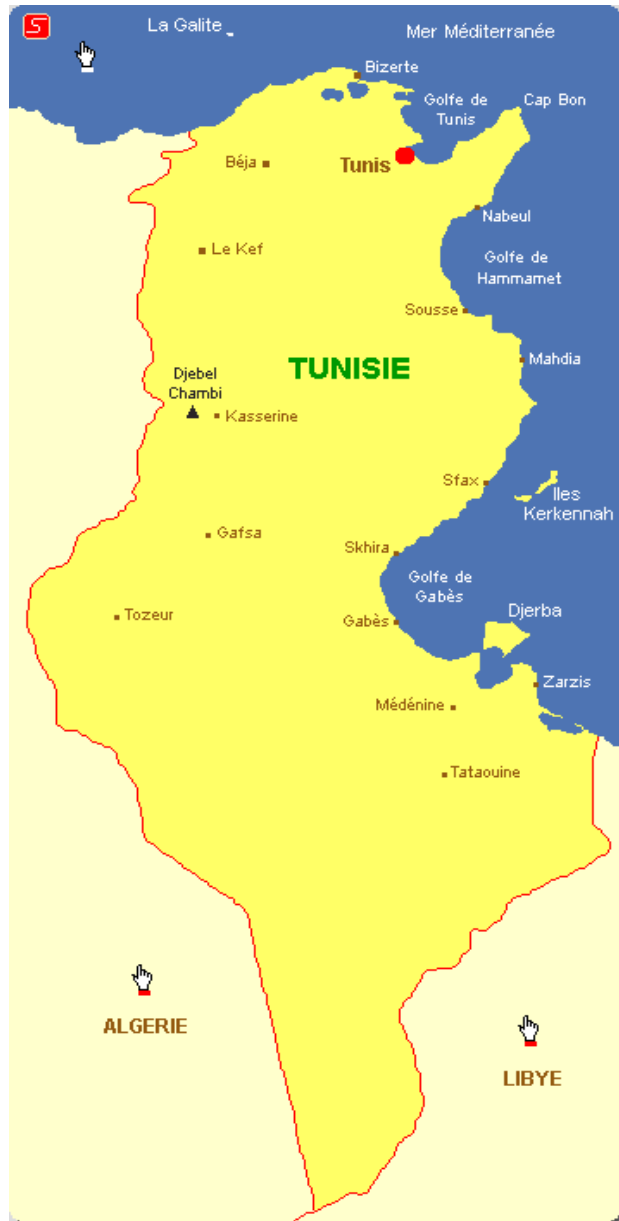 S
La Galite
Mer Méditerranée
Bizerte
Golfe de
Tunis
Cap Bon
Béja
Tunis
Nabeul
Le Kef
Golfe de
Hammamet
Sousse
TUNISIE
Mahdia
Djebel
Chambi
Kasserine
Sfax
Iles
Kerkennah
Gafsa
Skhira
Golfe de
Gabès
Djerba
Tozeur
Gabès
Zarzis
Médénine
Tataouine
ALGERIE
LIBYE